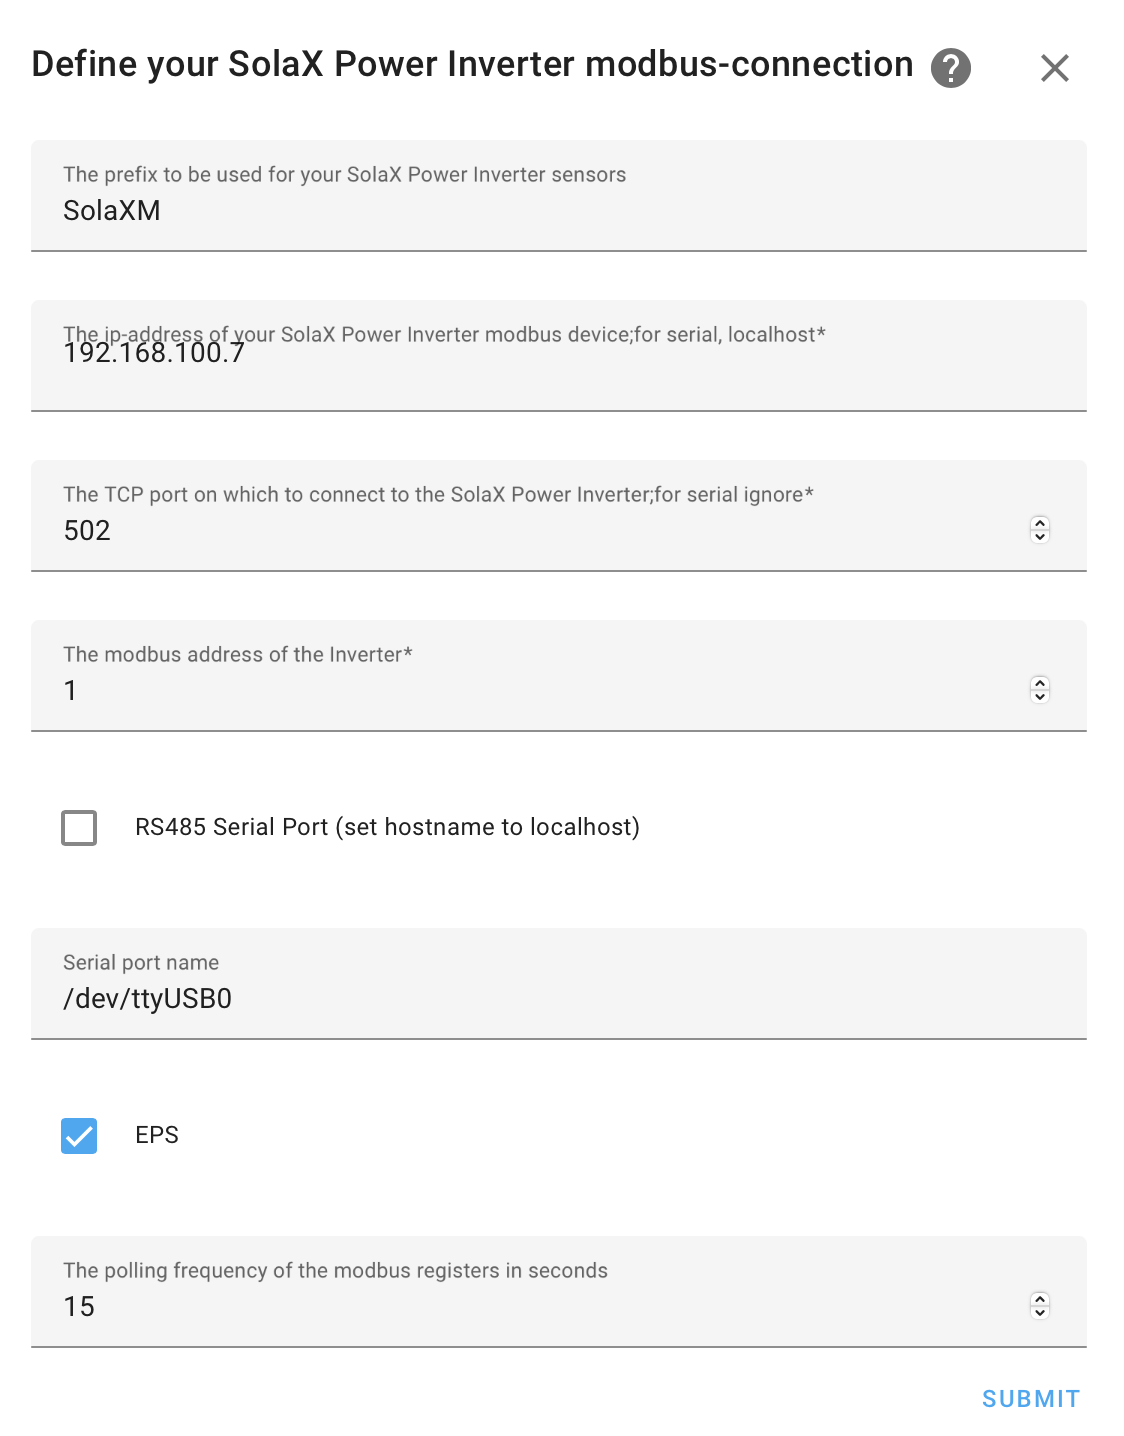 Define your SolaX Power Inverter modbus-connection ?
The prefix to be used for your SolaX Power Inverter sensors
SolaXM
The ip-address of your SolaX Power Inverter modbus device;for serial, localhost*
192.168.100.7
The TCP port on which to connect to the SolaX Power Inverter;for serial ignore*
502
The modbus address of the Inverter*
1
RS485 Serial Port (set hostname to localhost)
Serial port name
/dev/ttyUSB0
EPS
The polling frequency of the modbus registers in seconds
15
SUBMIT